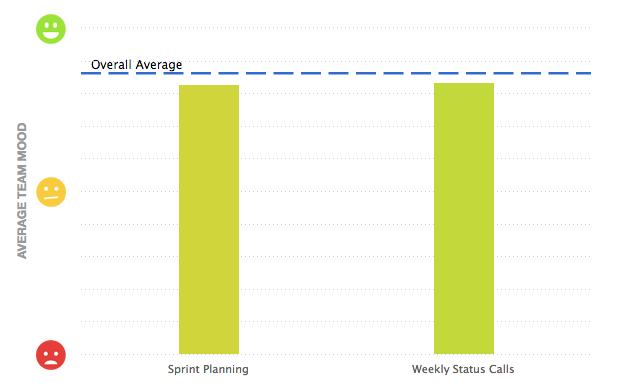 Overall Average
AVERAGE TEAM MOOD
Sprint Planning
Weekly Status Calls